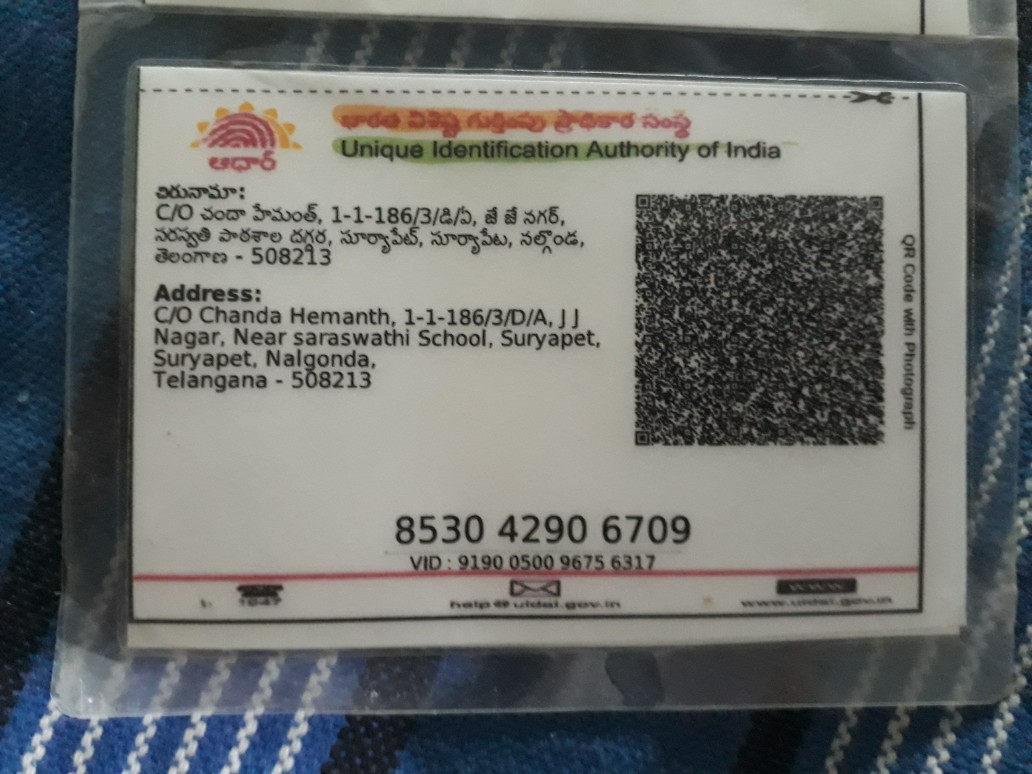 ఆధార్
భారత విశిష్ట గుర్తింపు ప్రాధికార సంస్థ
Unique Identification Authority of India
చిరునామా:
C/O చందా హేమంత్, 1-1-186/3/డి/ఏ, జే జే నగర్,
సరస్వతి పాఠశాల దగ్గర, సూర్యాపేట్, సూర్యాపేట, నల్గొండ,
తెలంగాణ - 508213
Address:
C/O Chanda Hemanth, 1-1-186/3/D/A, J J
Nagar, Near saraswathi School, Suryapet,
Suryapet, Nalgonda,
Telangana - 508213
QR Code with Photograph
8530 4290 6709
VID : 9190 0500 9675 6317
1947
help@uidai.gov.in
www
www.uidai.gov.in